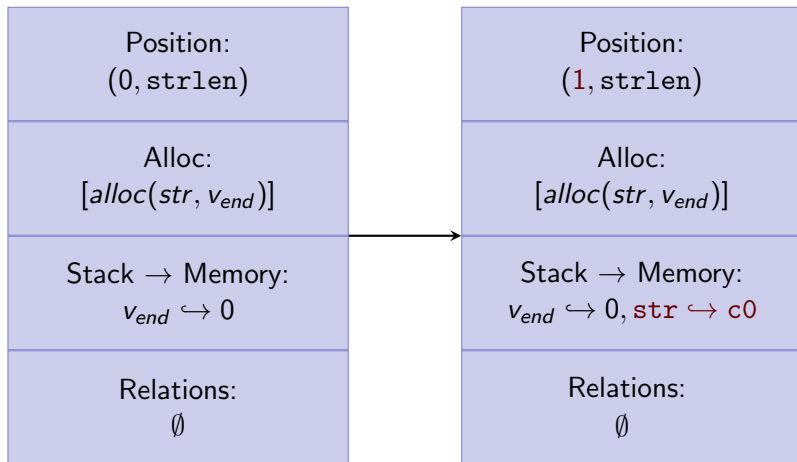 Position:
(0, strlen)
Alloc:
[alloc(str, v_end)]
Stack → Memory:
v_end ↪ 0
Relations:
∅
Position:
(1, strlen)
Alloc:
[alloc(str, v_end)]
Stack → Memory:
v_end ↪ 0, str ↪ c0
Relations:
∅